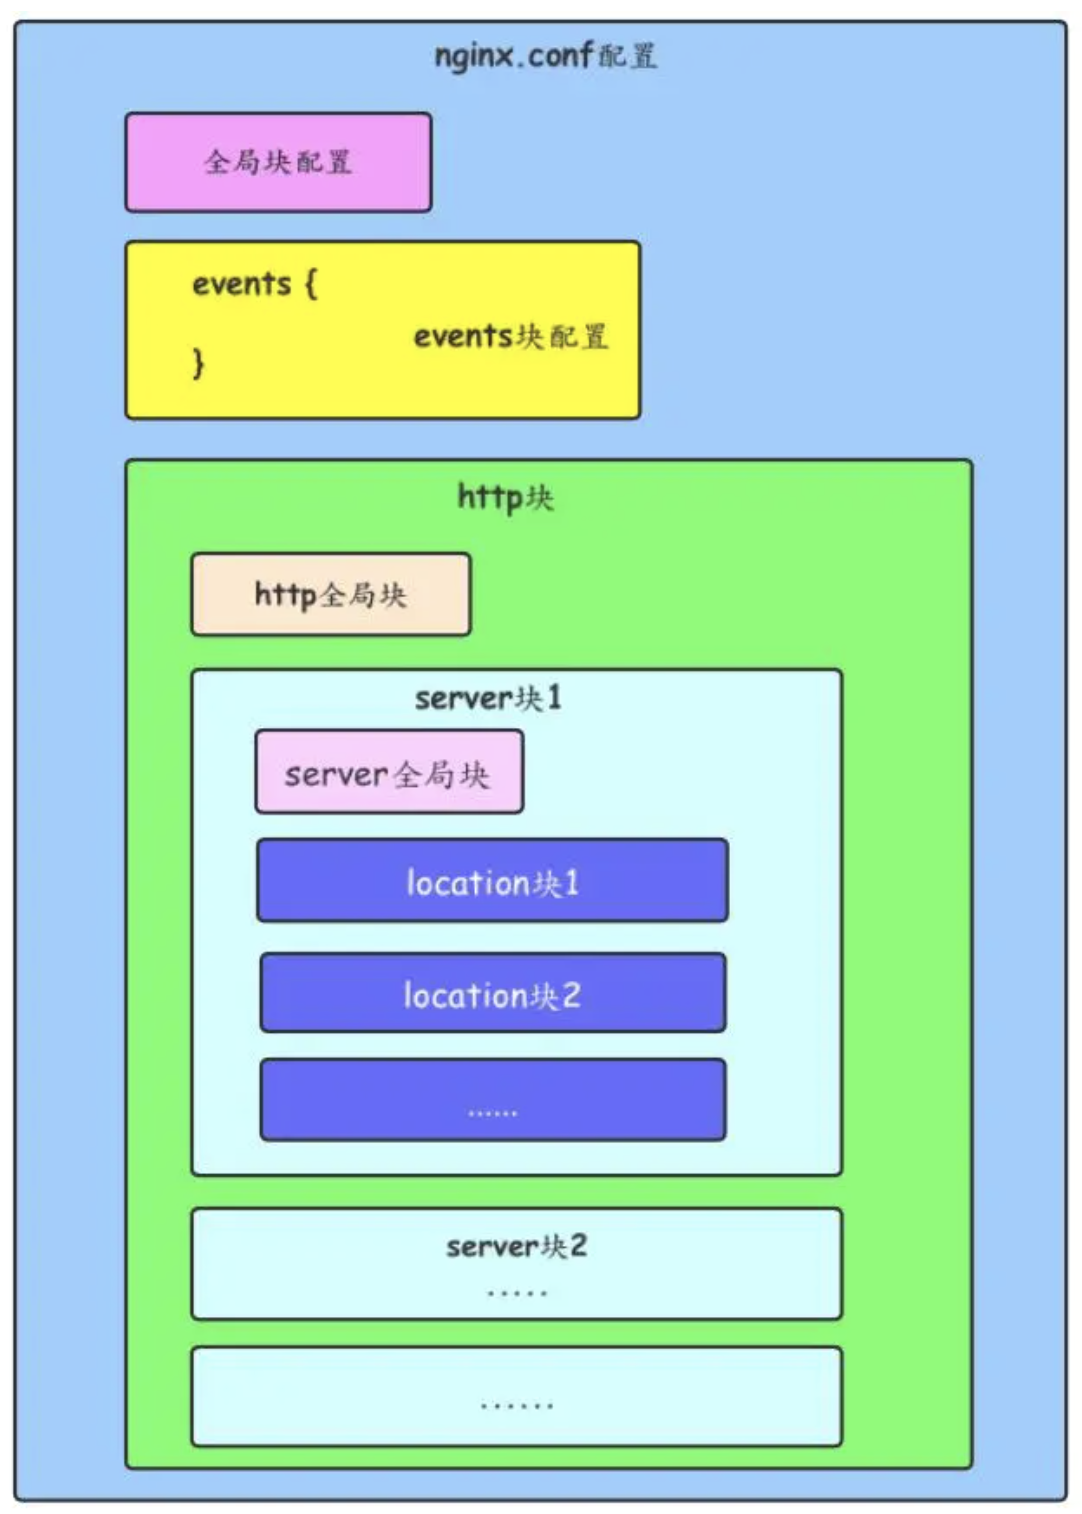 nginx.conf配置
全局块配置
events {
events块配置
}
http块
http全局块
server块1
server全局块
location块1
location块2
......
server块2
.....
......